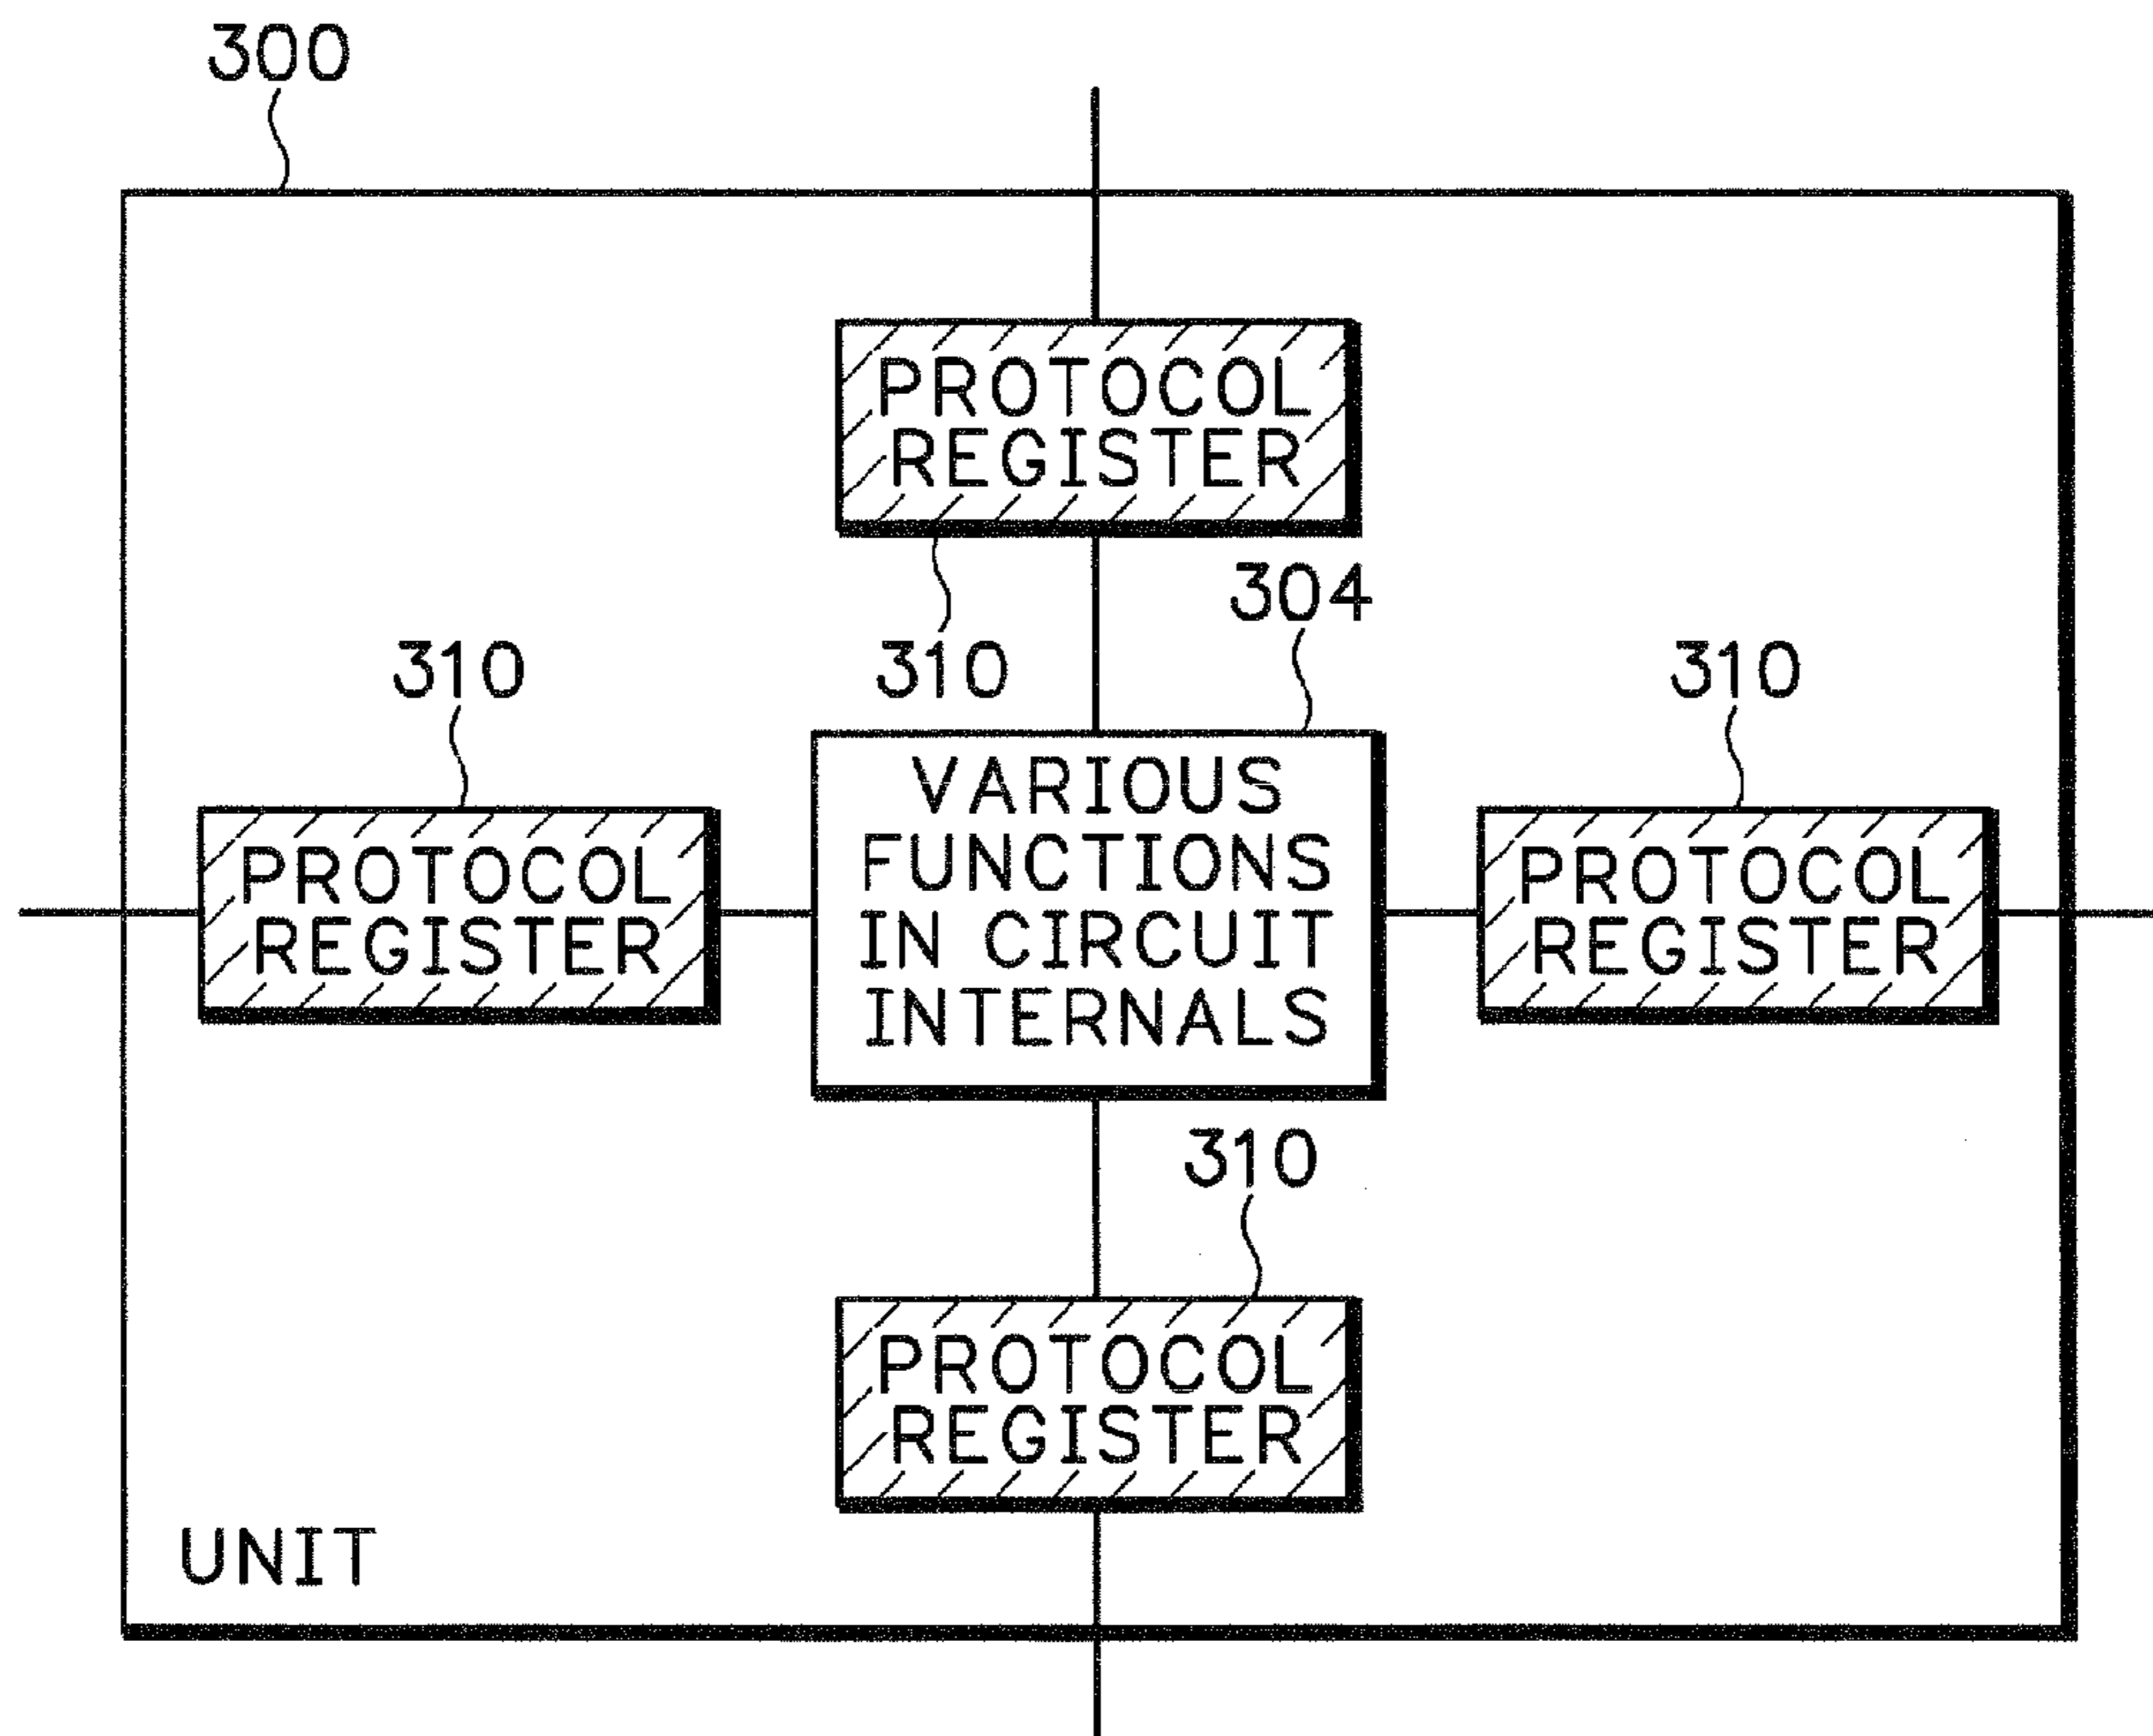 300
PROTOCOL
REGISTER
310
304
310
310
PROTOCOL
REGISTER
VARIOUS
FUNCTIONS
IN CIRCUIT
INTERNALS
PROTOCOL
REGISTER
310
PROTOCOL
REGISTER
UNIT